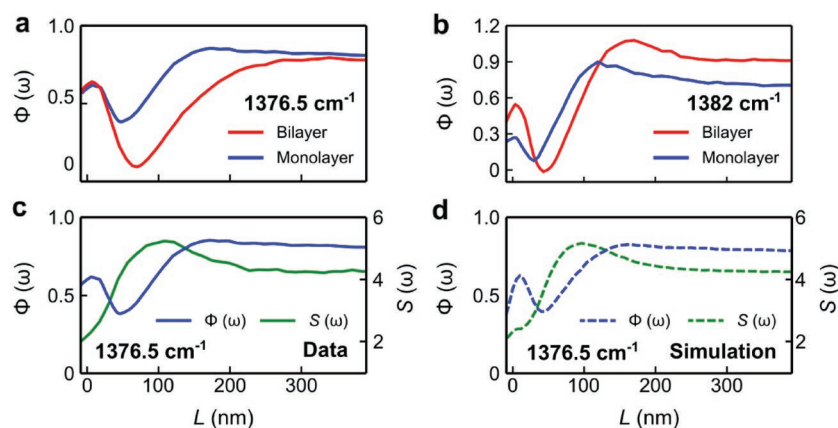 a
1.0
0.5
0
Φ (ω)
1376.5 cm⁻¹
Bilayer
Monolayer
b
1.2
0.9
0.6
0.3
0
Φ (ω)
1382 cm⁻¹
Bilayer
Monolayer
c
1.0
0.5
0
Φ (ω)
6
4
2
S (ω)
Φ (ω) S (ω)
1376.5 cm⁻¹ Data
0 100 200 300
L (nm)
d
1.0
0.5
0
Φ (ω)
6
4
2
S (ω)
Φ (ω) S (ω)
1376.5 cm⁻¹ Simulation
0 100 200 300
L (nm)